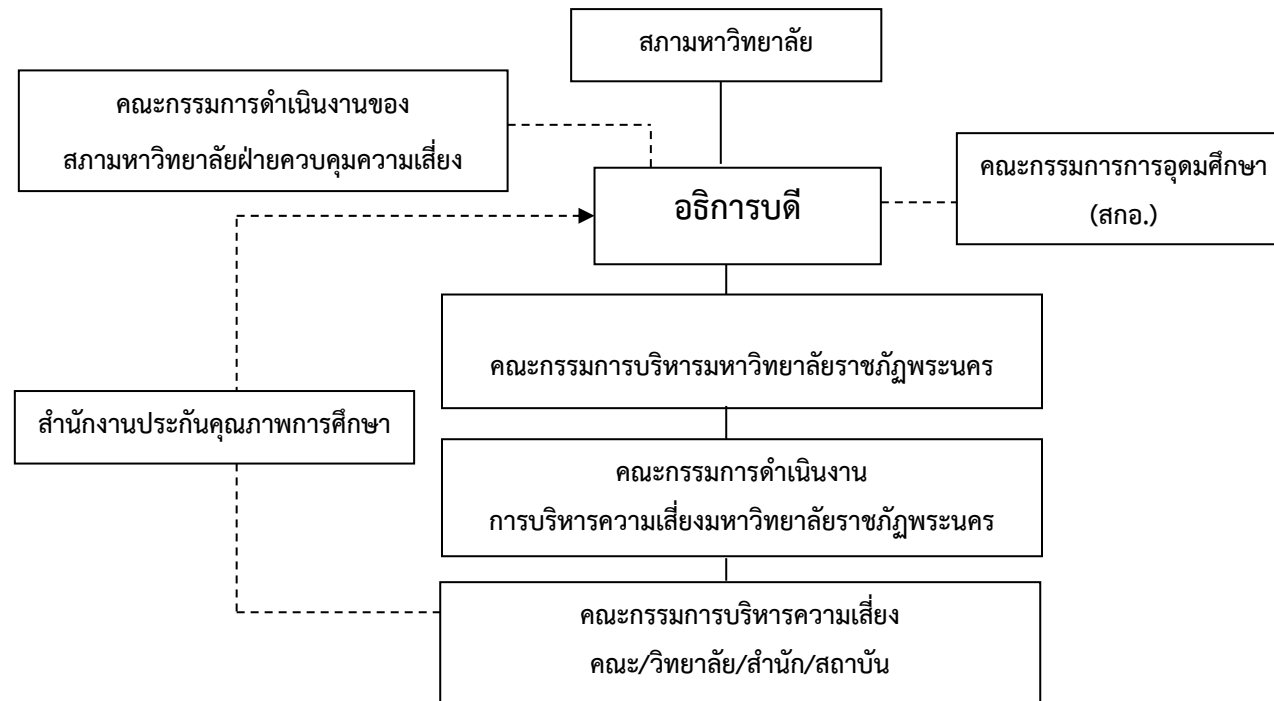 สภามหาวิทยาลัย
คณะกรรมการดำเนินงานของ
สภามหาวิทยาลัยฝ่ายควบคุมความเสี่ยง
คณะกรรมการการอุดมศึกษา
(สกอ.)
อธิการบดี
คณะกรรมการบริหารมหาวิทยาลัยราชภัฏพระนคร
สำนักงานประกันคุณภาพการศึกษา
คณะกรรมการดำเนินงาน
การบริหารความเสี่ยงมหาวิทยาลัยราชภัฏพระนคร
คณะกรรมการบริหารความเสี่ยง
คณะ/วิทยาลัย/สำนัก/สถาบัน